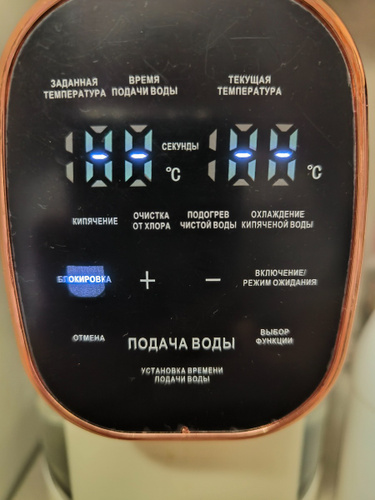 ЗАДАННАЯ ВРЕМЯ ТЕКУЩАЯ
ТЕМПЕРАТУРА ПОДАЧИ ВОДЫ ТЕМПЕРАТУРА
-- СЕКУНДЫ --
°C °C
КИПЯЧЕНИЕ ОЧИСТКА ПОДОГРЕВ ОХЛАЖДЕНИЕ
ОТ ХЛОРА ЧИСТОЙ ВОДЫ КИПЯЧЕНОЙ ВОДЫ
БЛОКИРОВКА + − ВКЛЮЧЕНИЕ/
РЕЖИМ ОЖИДАНИЯ
ОТМЕНА ПОДАЧА ВОДЫ ВЫБОР
ФУНКЦИИ
УСТАНОВКА ВРЕМЕНИ
ПОДАЧИ ВОДЫ